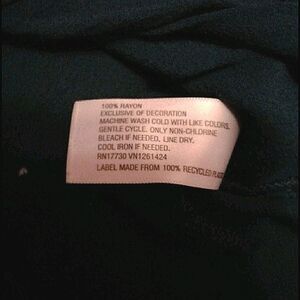 100% RAYON
EXCLUSIVE OF DECORATION
MACHINE WASH COLD WITH LIKE COLORS.
GENTLE CYCLE. ONLY NON-CHLORINE
BLEACH IF NEEDED. LINE DRY.
COOL IRON IF NEEDED.
RN17730 VN1261424
LABEL MADE FROM 100% RECYCLED